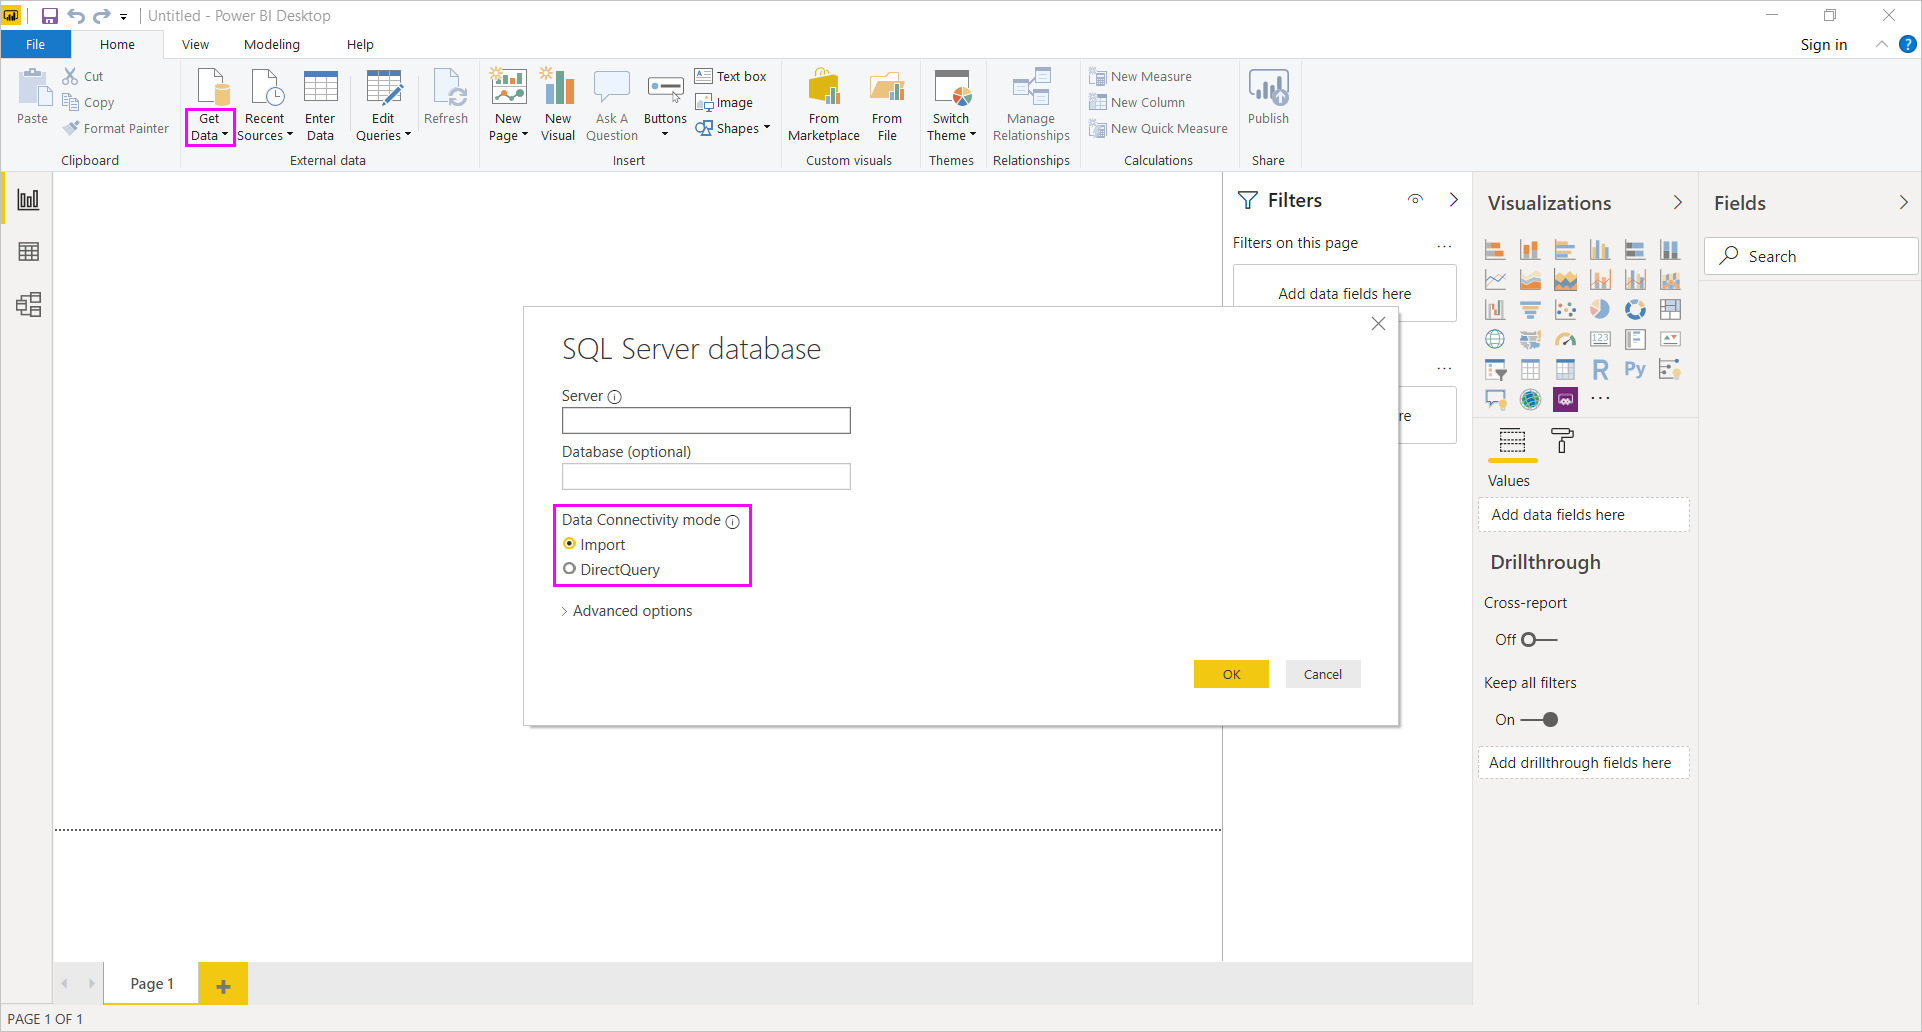 Untitled - Power BI Desktop
File Home View Modeling Help Sign in ?
Paste
Cut
Copy
Format Painter
Clipboard
Get Data
Recent Sources
Enter Data
Edit Queries
Refresh
External data
New Page
New Visual
Ask A Question
Buttons
Text box
Image
Shapes
Insert
From Marketplace
From File
Custom visuals
Switch Theme
Themes
Manage Relationships
Relationships
New Measure
New Column
New Quick Measure
Calculations
Publish
Share
Filters
Filters on this page ...
Add data fields here
...
re
SQL Server database
Server
Database (optional)
Data Connectivity mode
Import
DirectQuery
Advanced options
OK Cancel
Visualizations
123
R Py
...
Values
Add data fields here
Drillthrough
Cross-report
Off
Keep all filters
On
Add drillthrough fields here
Fields
Search
Page 1 +
PAGE 1 OF 1